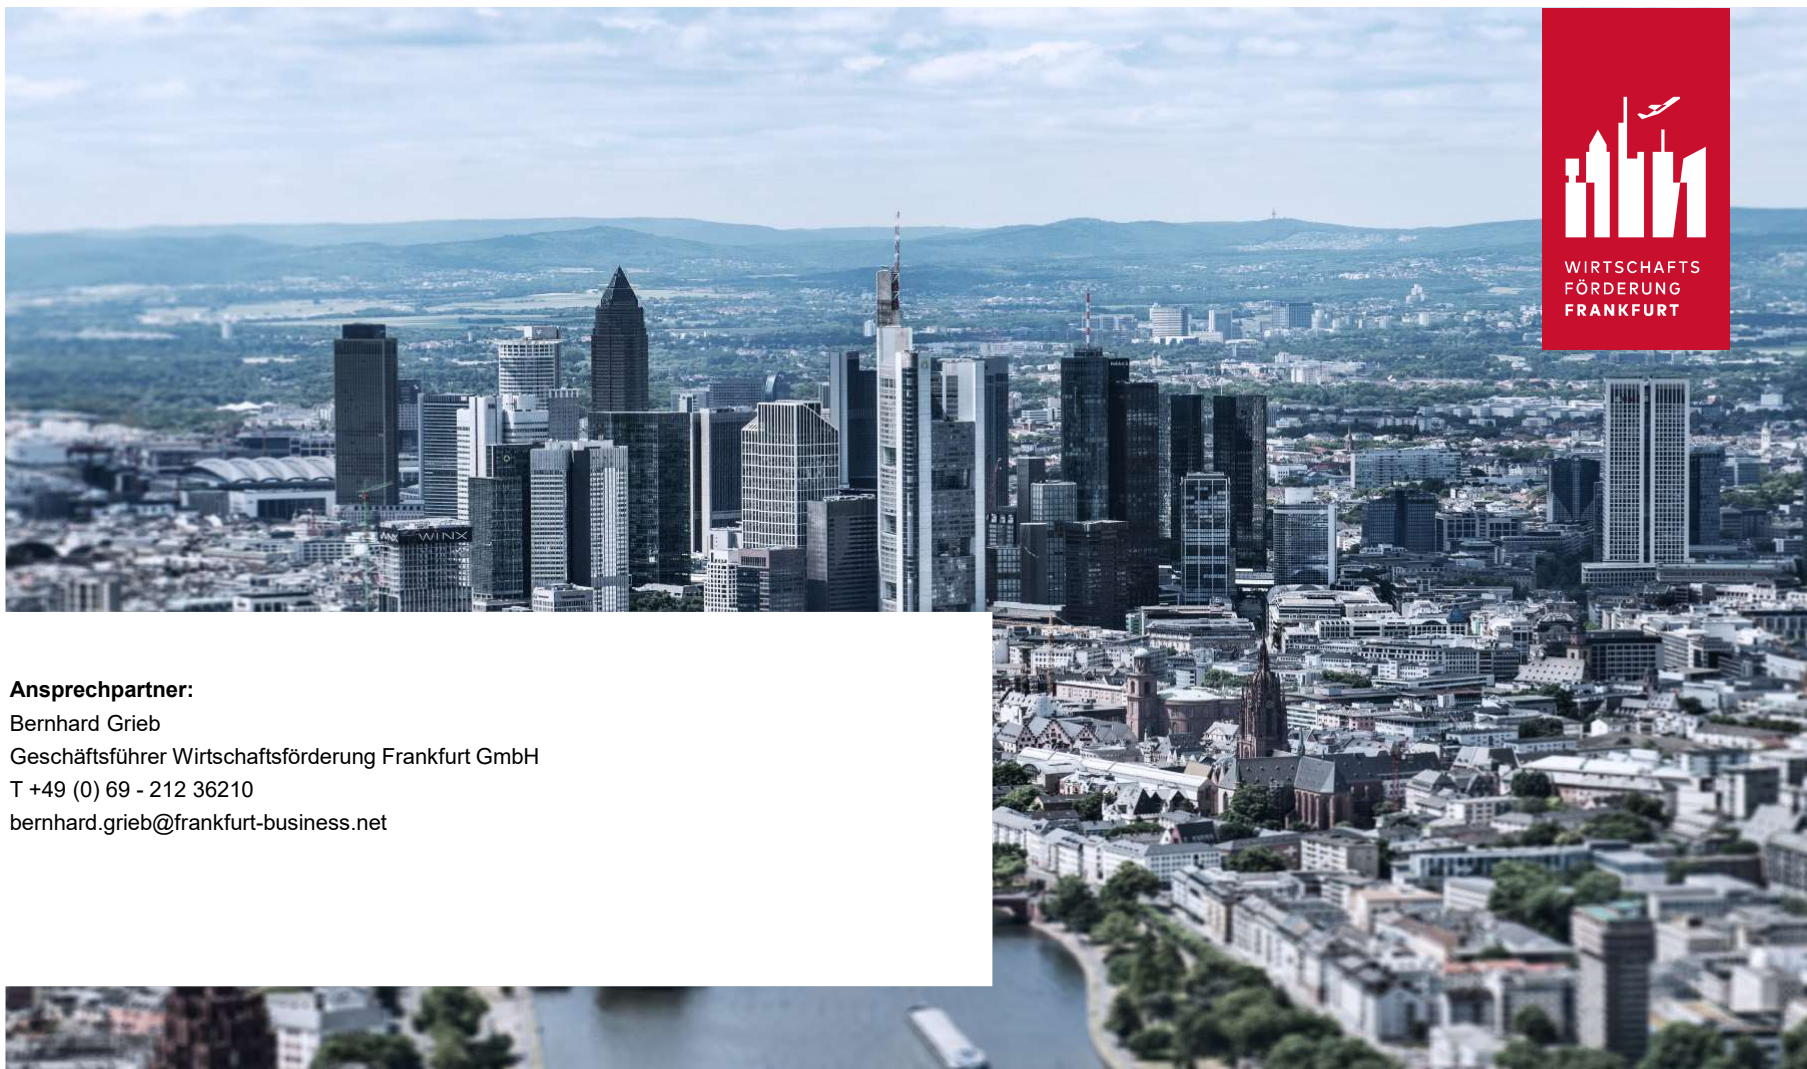 WIRTSCHAFTS
FÖRDERUNG
FRANKFURT
WINX
Ansprechpartner:
Bernhard Grieb
Geschäftsführer Wirtschaftsförderung Frankfurt GmbH
T +49 (0) 69 - 212 36210
bernhard.grieb@frankfurt-business.net